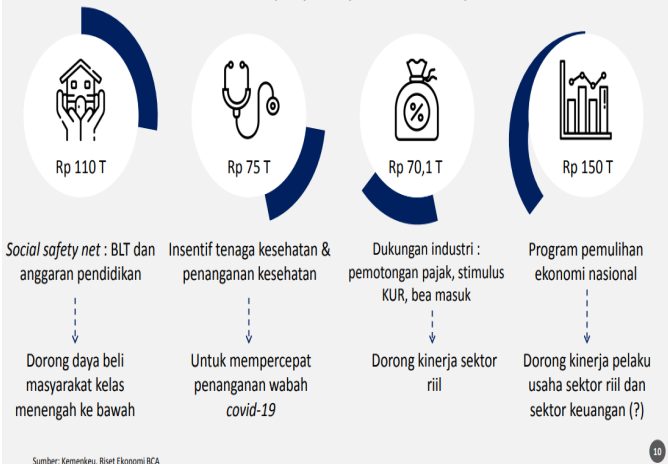 Rp 110 T
Rp 75 T
Rp 70,1 T
Rp 150 T
Social safety net : BLT dan
anggaran pendidikan
Insentif tenaga kesehatan &
penanganan kesehatan
Dukungan industri :
pemotongan pajak, stimulus
KUR, bea masuk
Program pemulihan
ekonomi nasional
Dorong daya beli
masyarakat kelas
menengah ke bawah
Untuk mempercepat
penanganan wabah
covid-19
Dorong kinerja sektor
riil
Dorong kinerja pelaku
usaha sektor riil dan
sektor keuangan (?)
Sumber: Kemenkeu, Riset Ekonomi BCA
10